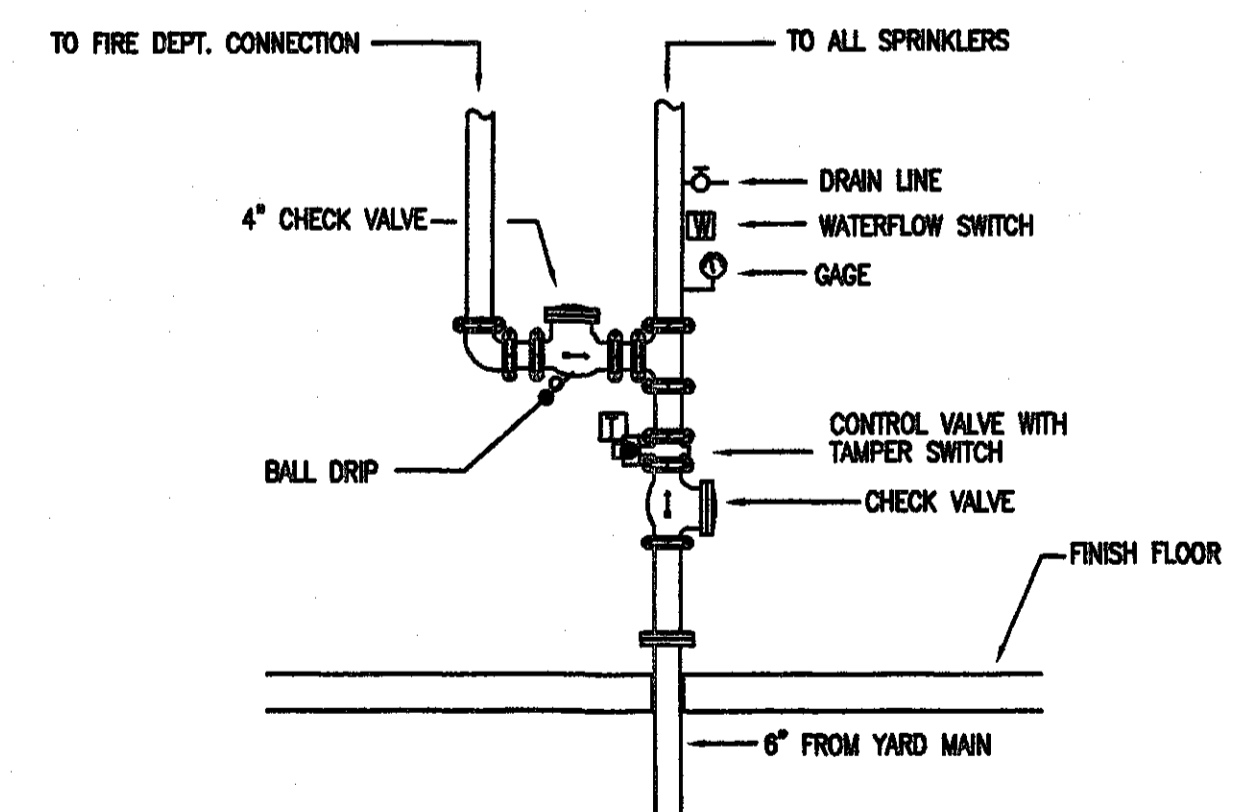 TO FIRE DEPT. CONNECTION
TO ALL SPRINKLERS
DRAIN LINE
4" CHECK VALVE
WATERFLOW SWITCH
W
GAGE
CONTROL VALVE WITH
TAMPER SWITCH
T
BALL DRIP
CHECK VALVE
FINISH FLOOR
6" FROM YARD MAIN